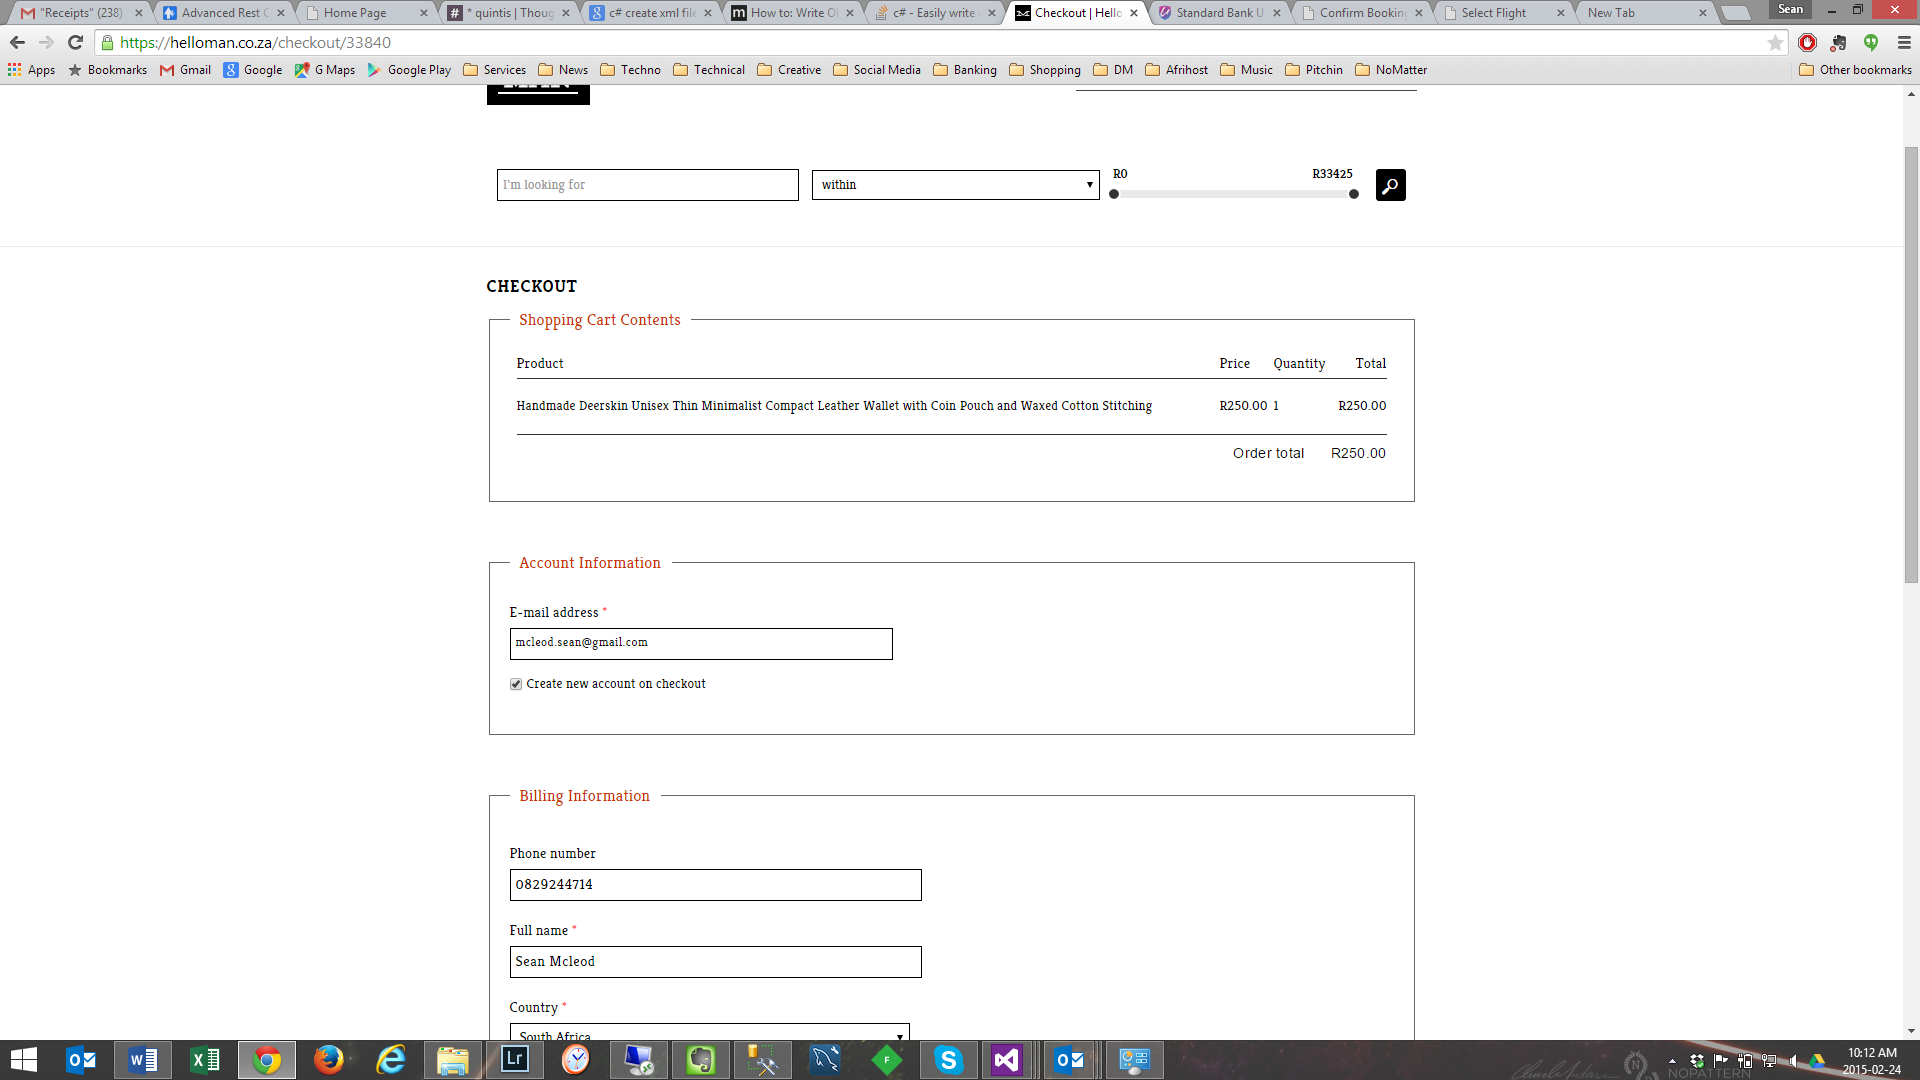 "Receipts" (238)
Advanced Rest C
Home Page
* quintis | Thoug
c# create xml file
How to: Write O
c# - Easily write
Checkout | Hello
Standard Bank U
Confirm Booking
Select Flight
New Tab
Sean
https://helloman.co.za/checkout/33840
Apps
Bookmarks
Gmail
Google
G Maps
Google Play
Services
News
Techno
Technical
Creative
Social Media
Banking
Shopping
DM
Afrihost
Music
Pitchin
NoMatter
Other bookmarks
I'm looking for
within
R0
R33425
CHECKOUT
Shopping Cart Contents
Product Price Quantity Total
Handmade Deerskin Unisex Thin Minimalist Compact Leather Wallet with Coin Pouch and Waxed Cotton Stitching R250.00 1 R250.00
Order total R250.00
Account Information
E-mail address *
mcleod.sean@gmail.com
Create new account on checkout
Billing Information
Phone number
0829244714
Full name *
Sean Mcleod
Country *
South Africa
Lr
10:12 AM
2015-02-24
NOPATTERN